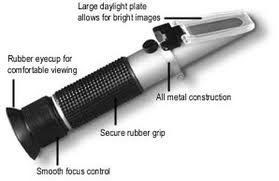 Large daylight plate
allows for bright images
Rubber eyecup for
comfortable viewing
All metal construction
Secure rubber grip
Smooth focus control